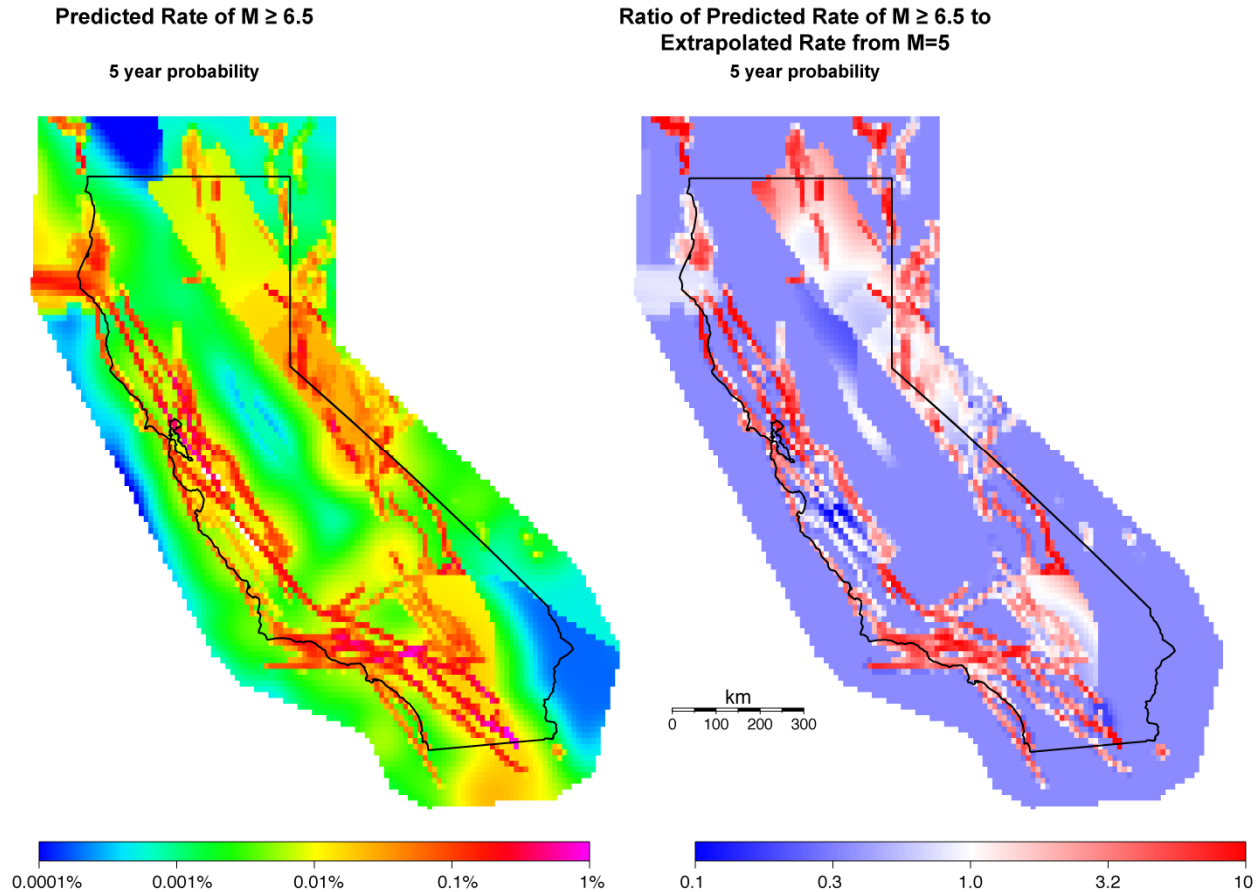 Predicted Rate of M ≥ 6.5
5 year probability
Ratio of Predicted Rate of M ≥ 6.5 to
Extrapolated Rate from M=5
5 year probability
km
0 100 200 300
0.0001% 0.001% 0.01% 0.1% 1%
0.1 0.3 1.0 3.2 10